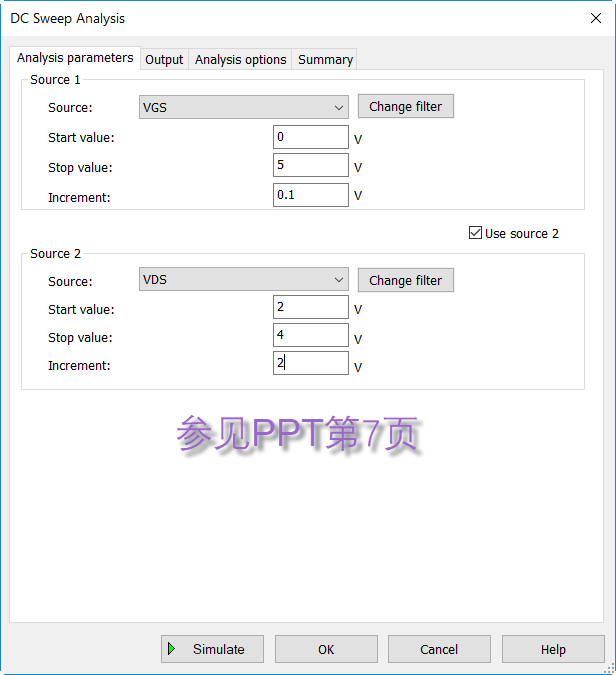 DC Sweep Analysis
Analysis parameters Output Analysis options Summary
Source 1
Source: VGS Change filter
Start value: 0 V
Stop value: 5 V
Increment: 0.1 V
Use source 2
Source 2
Source: VDS Change filter
Start value: 2 V
Stop value: 4 V
Increment: 2 V
参见PPT第7页
Simulate OK Cancel Help